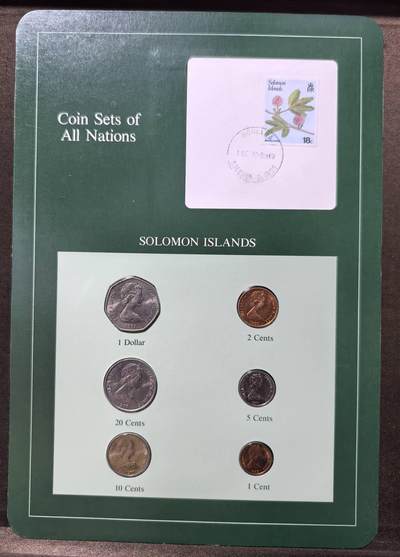 Coin Sets of
All Nations
Solomon
Islands
18c
SOLOMON ISLANDS
1 Dollar
2 Cents
20 Cents
5 Cents
10 Cents
1 Cent